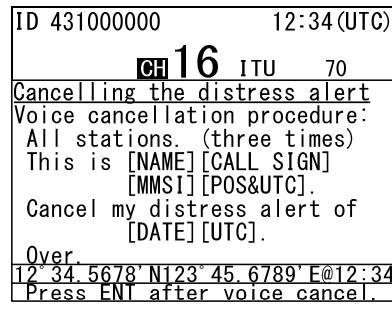 ID 431000000 12:34(UTC)
CH 16 ITU 70
Cancelling the distress alert
Voice cancellation procedure:
All stations. (three times)
This is [NAME][CALL SIGN]
[MMSI][POS&UTC].
Cancel my distress alert of
[DATE][UTC].
Over.
12°34.5678'N123°45.6789'E@12:34
Press ENT after voice cancel.